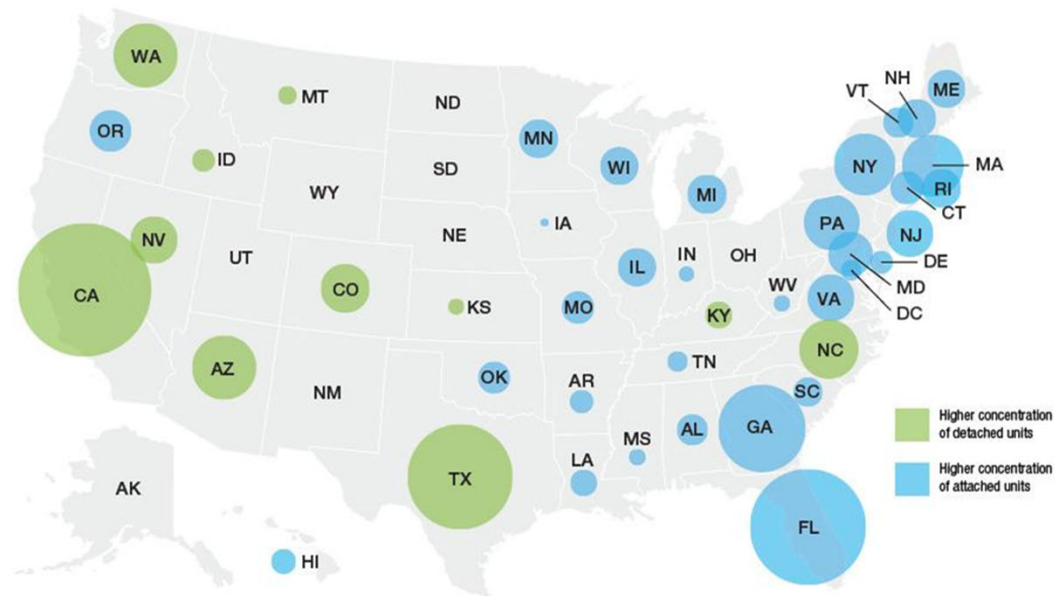 WA
MT
ND
MN
VT
NH
ME
OR
ID
SD
WI
MI
NY
MA
RI
CT
WY
NV
UT
NE
IA
IL
IN
OH
PA
NJ
DE
MD
DC
CA
CO
KS
MO
KY
WV
VA
AZ
NM
OK
AR
TN
NC
SC
TX
LA
MS
AL
GA
FL
AK
HI
Higher concentration
of detached units
Higher concentration
of attached units